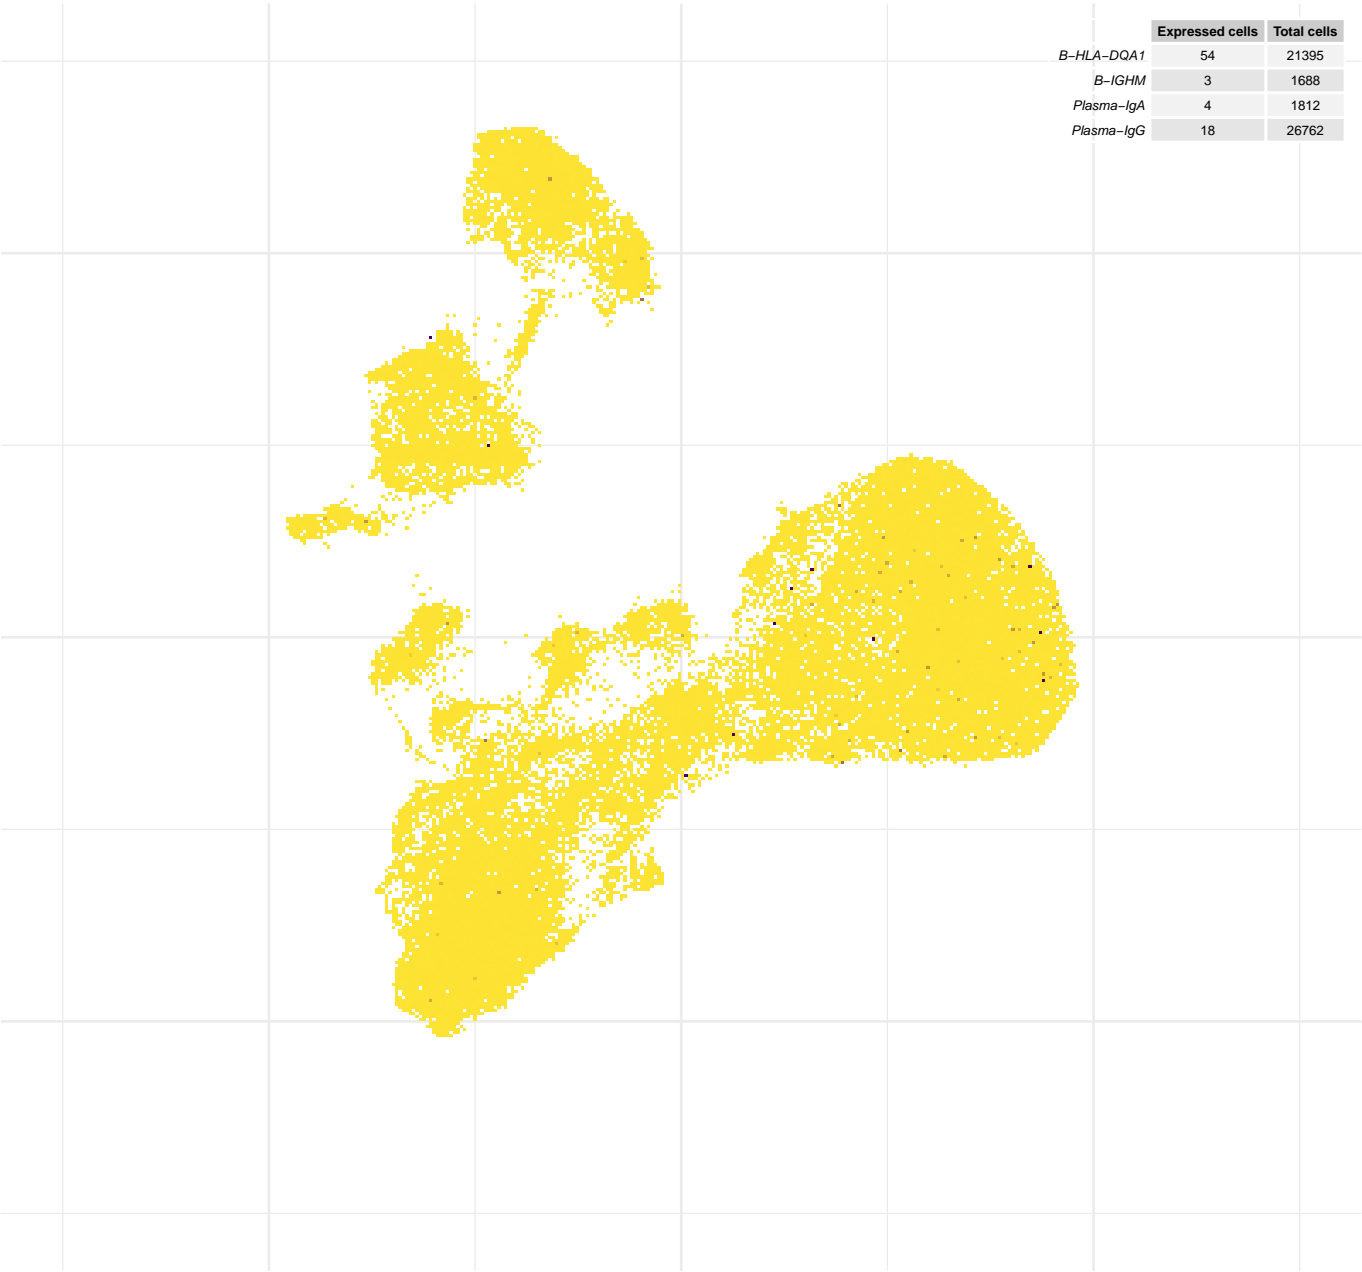 Expressed cells Total cells
B−HLA−DQA1 54 21395
B−IGHM 3 1688
Plasma−IgA 4 1812
Plasma−IgG 18 26762